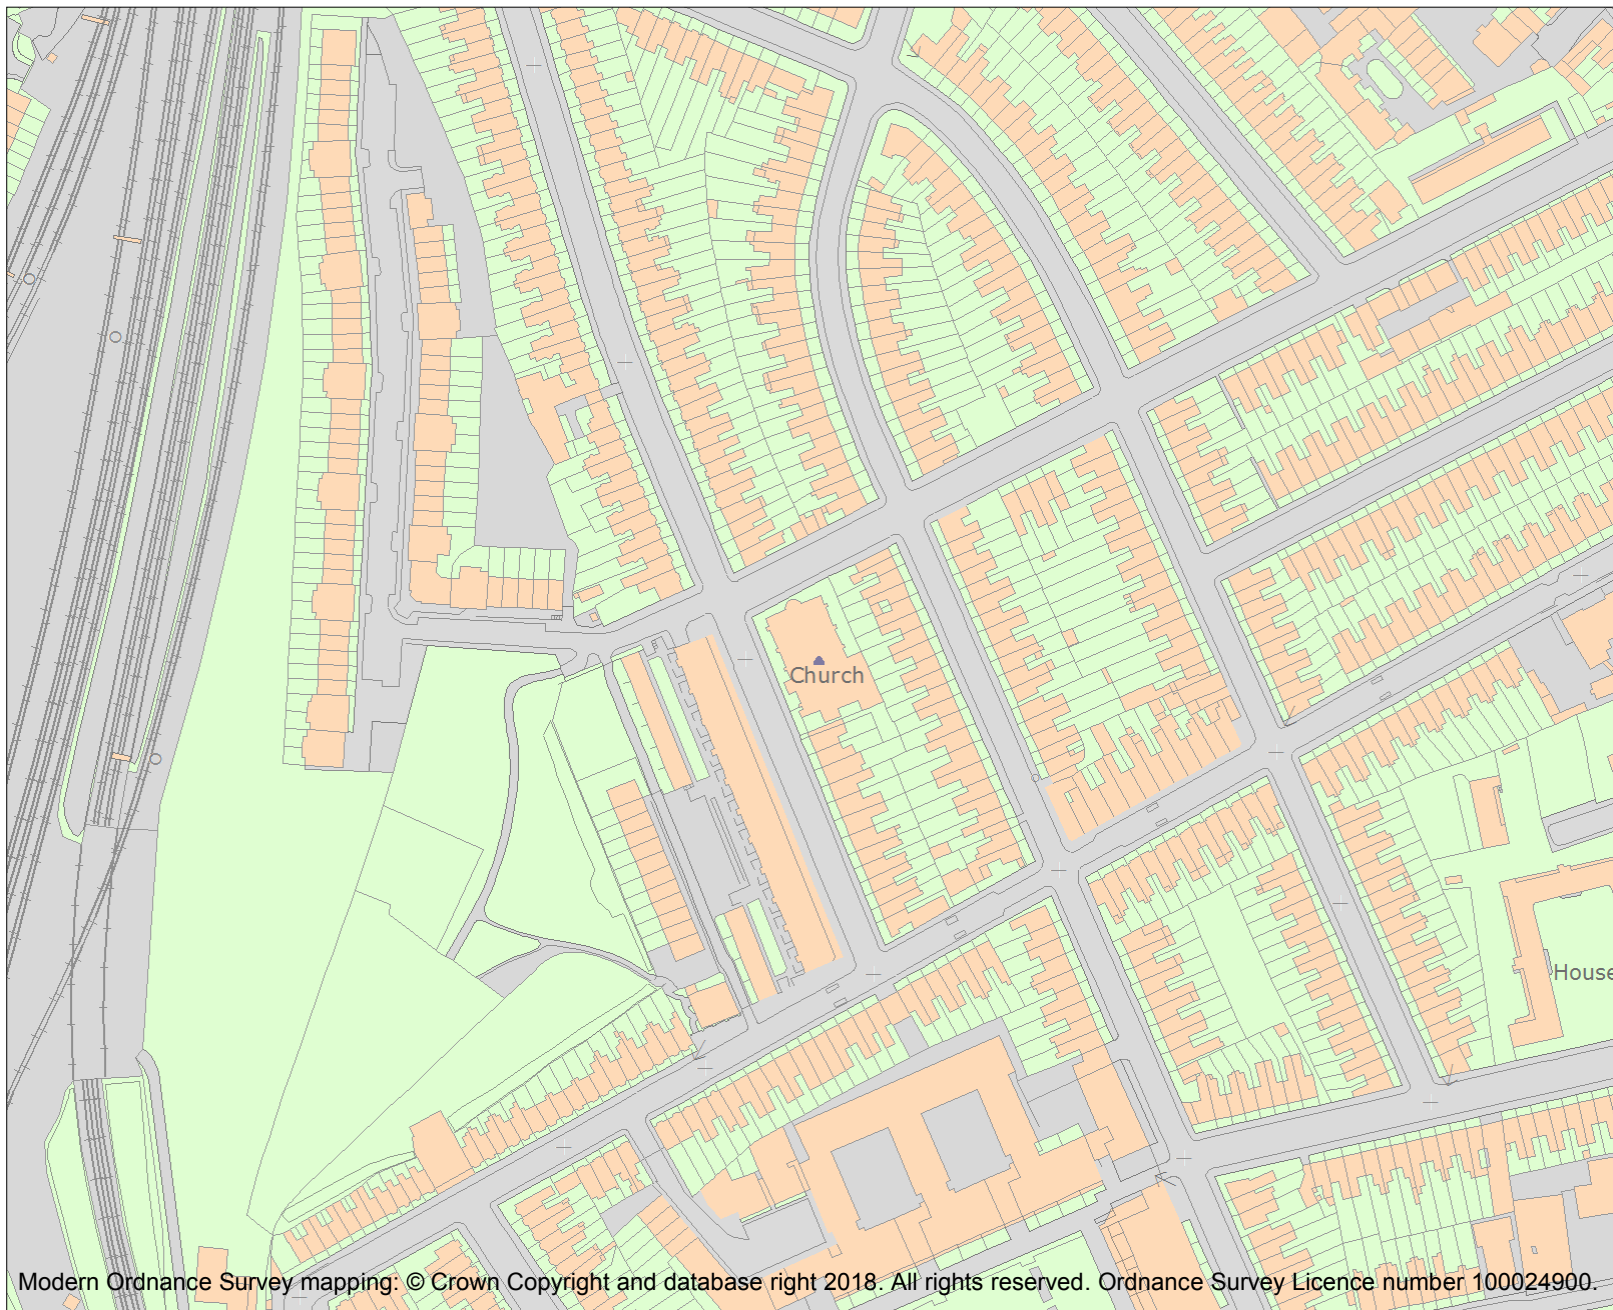 Church
House
Modern Ordnance Survey mapping: © Crown Copyright and database right 2018. All rights reserved. Ordnance Survey Licence number 100024900.